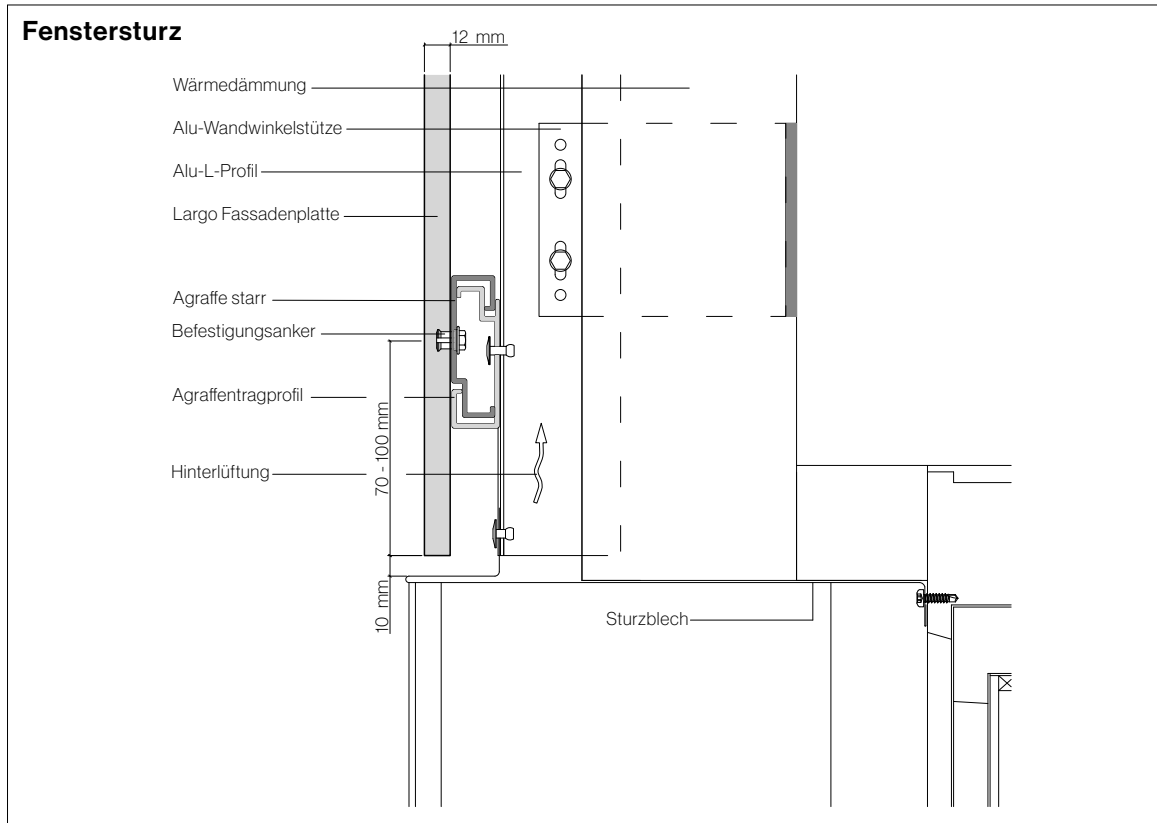 Fenstersturz
12 mm
Wärmedämmung
Alu-Wandwinkelstütze
Alu-L-Profil
Largo Fassadenplatte
Agraffe starr
Befestigungsanker
Agraffentragprofil
70 - 100 mm
Hinterlüftung
10 mm
Sturzblech